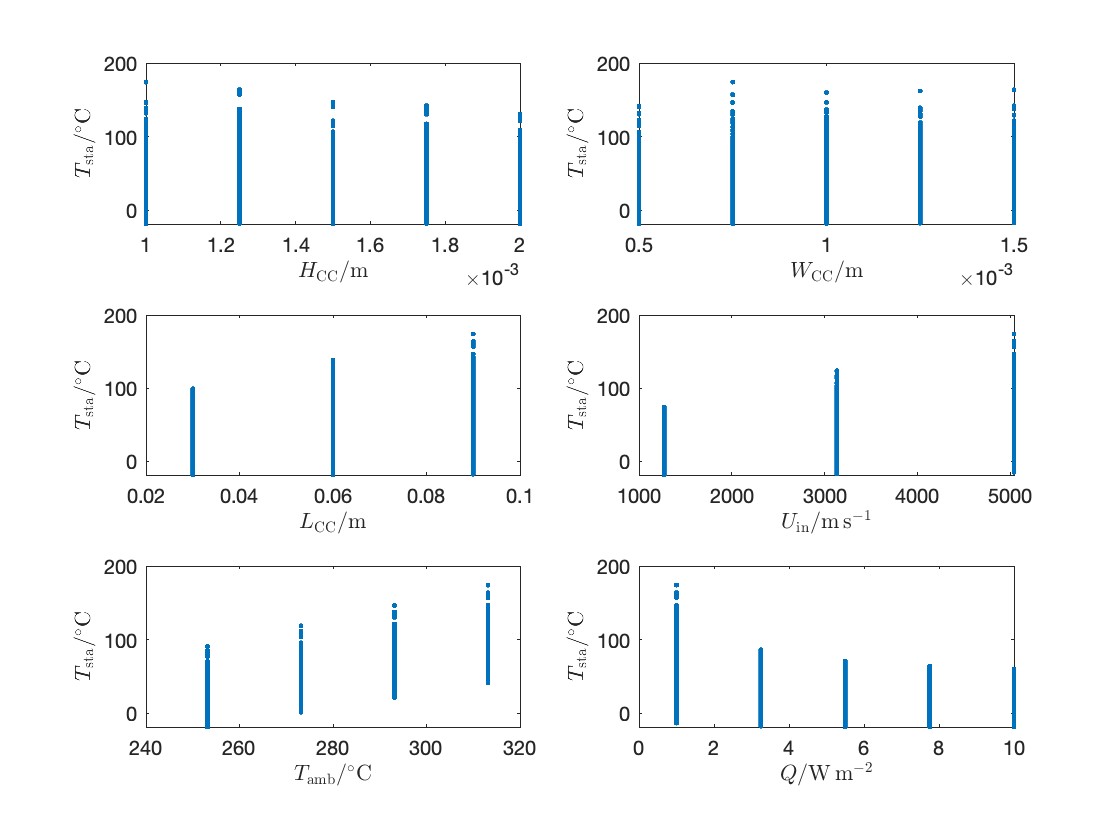 200
100
0
T_sta/°C
1 1.2 1.4 1.6 1.8 2
H_CC/m
×10^-3
200
100
0
T_sta/°C
0.5 1 1.5
W_CC/m
×10^-3
200
100
0
T_sta/°C
0.02 0.04 0.06 0.08 0.1
L_CC/m
200
100
0
T_sta/°C
1000 2000 3000 4000 5000
U_in/m s^−1
200
100
0
T_sta/°C
240 260 280 300 320
T_amb/°C
200
100
0
T_sta/°C
0 2 4 6 8 10
Q/W m^−2